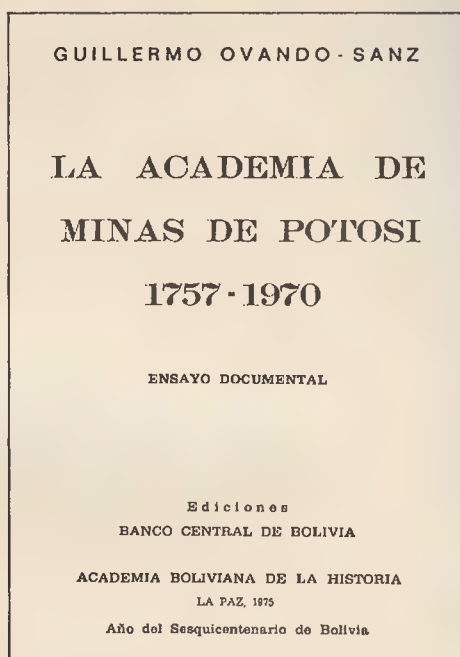 GUILLERMO OVANDO-SANZ
LA ACADEMIA DE
MINAS DE POTOSI
1757-1970
ENSAYO DOCUMENTAL
Ediciones
BANCO CENTRAL DE BOLIVIA
ACADEMIA BOLIVIANA DE LA HISTORIA
LA PAZ, 1975
Año del Sesquicentenario de Bolivia